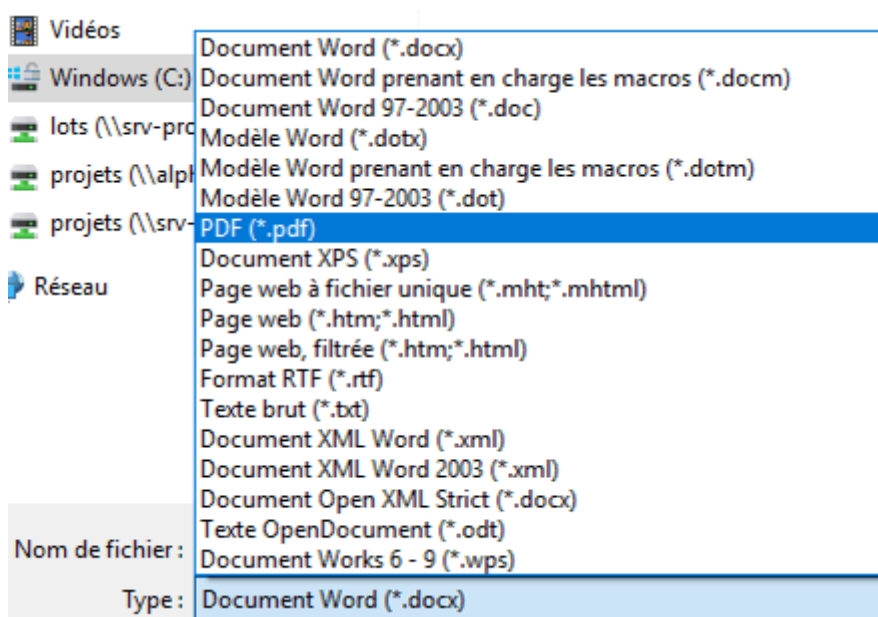 Vidéos
Windows (C:)
lots (\\srv-pro
projets (\\alph
projets (\\srv-
Réseau
Document Word (*.docx)
Document Word prenant en charge les macros (*.docm)
Document Word 97-2003 (*.doc)
Modèle Word (*.dotx)
Modèle Word prenant en charge les macros (*.dotm)
Modèle Word 97-2003 (*.dot)
PDF (*.pdf)
Document XPS (*.xps)
Page web à fichier unique (*.mht;*.mhtml)
Page web (*.htm;*.html)
Page web, filtrée (*.htm;*.html)
Format RTF (*.rtf)
Texte brut (*.txt)
Document XML Word (*.xml)
Document XML Word 2003 (*.xml)
Document Open XML Strict (*.docx)
Texte OpenDocument (*.odt)
Document Works 6 - 9 (*.wps)
Nom de fichier :
Type : Document Word (*.docx)